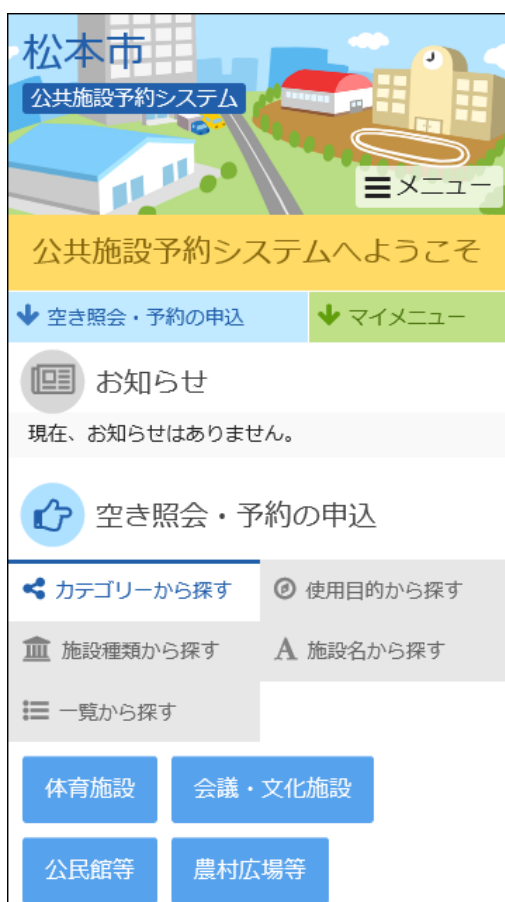 松本市
公共施設予約システム
メニュー
公共施設予約システムへようこそ
空き照会・予約の申込
マイメニュー
お知らせ
現在、お知らせはありません。
空き照会・予約の申込
カテゴリーから探す
使用目的から探す
施設種類から探す
施設名から探す
一覧から探す
体育施設
会議・文化施設
公民館等
農村広場等